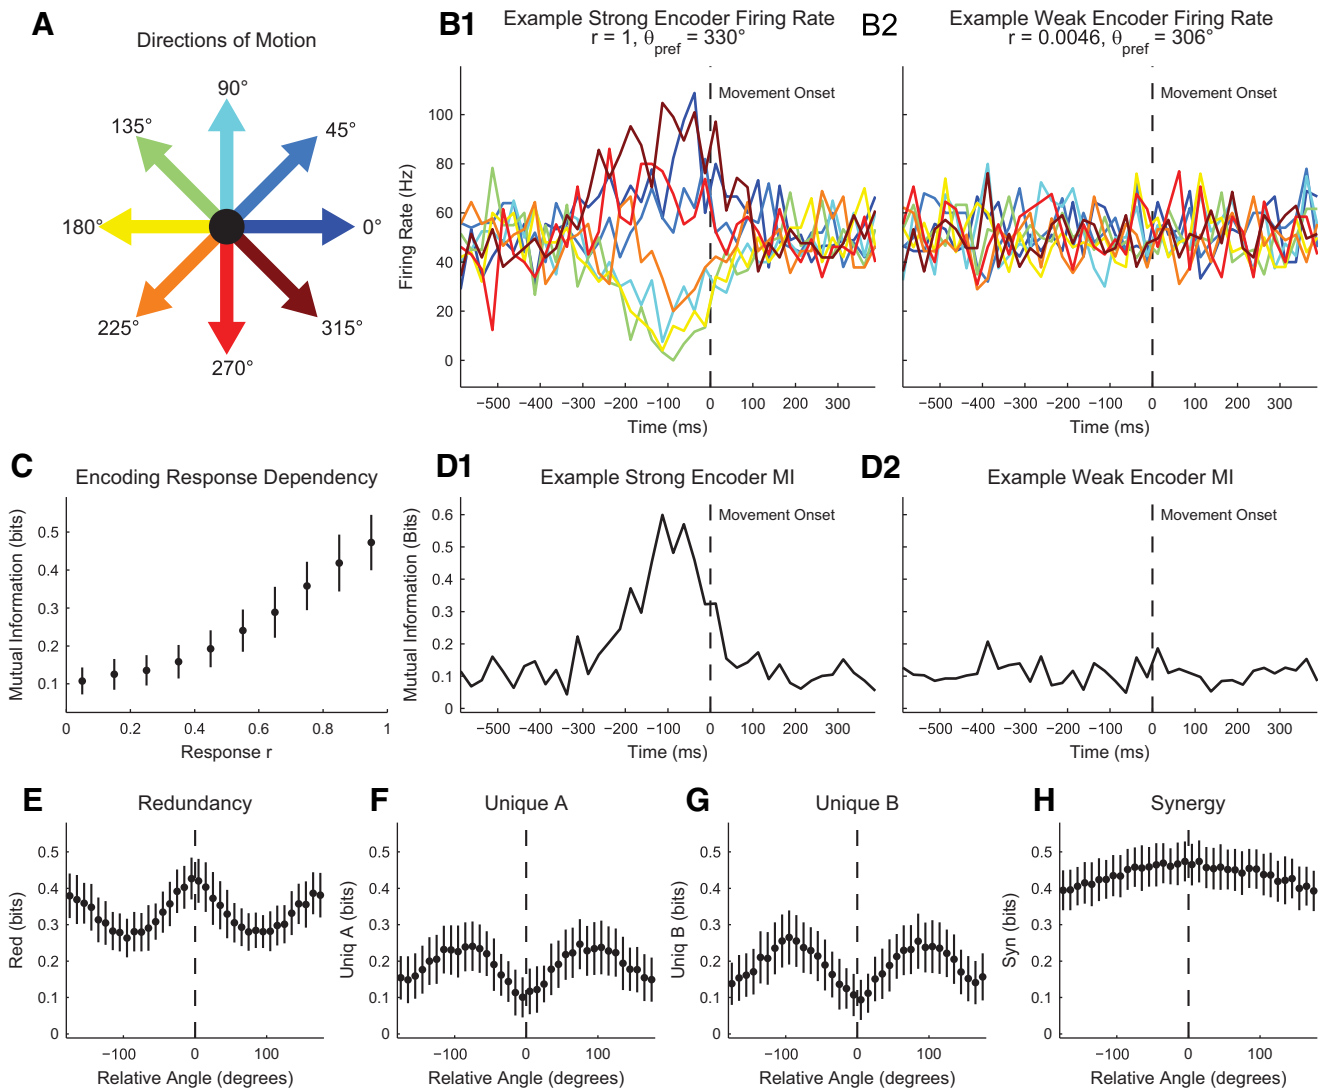 A
Directions of Motion
90°
135°
45°
180°
0°
225°
315°
270°
B1
Example Strong Encoder Firing Rate
r = 1, θpref = 330°
Movement Onset
Firing Rate (Hz)
100
80
60
40
20
0
−500 −400 −300 −200 −100 0 100 200 300
Time (ms)
B2
Example Weak Encoder Firing Rate
r = 0.0046, θpref = 306°
Movement Onset
−500 −400 −300 −200 −100 0 100 200 300
Time (ms)
C
Encoding Response Dependency
Mutual Information (bits)
0.5
0.4
0.3
0.2
0.1
0 0.2 0.4 0.6 0.8 1
Response r
D1
Example Strong Encoder MI
Movement Onset
Mutual Information (Bits)
0.6
0.5
0.4
0.3
0.2
0.1
0
−500 −400 −300 −200 −100 0 100 200 300
Time (ms)
D2
Example Weak Encoder MI
Movement Onset
−500 −400 −300 −200 −100 0 100 200 300
Time (ms)
E
Redundancy
Red (bits)
0.5
0.4
0.3
0.2
0.1
0
−100 0 100
Relative Angle (degrees)
F
Unique A
Uniq A (bits)
0.5
0.4
0.3
0.2
0.1
0
−100 0 100
Relative Angle (degrees)
G
Unique B
Uniq B (bits)
0.5
0.4
0.3
0.2
0.1
0
−100 0 100
Relative Angle (degrees)
H
Synergy
Syn (bits)
0.5
0.4
0.3
0.2
0.1
0
−100 0 100
Relative Angle (degrees)